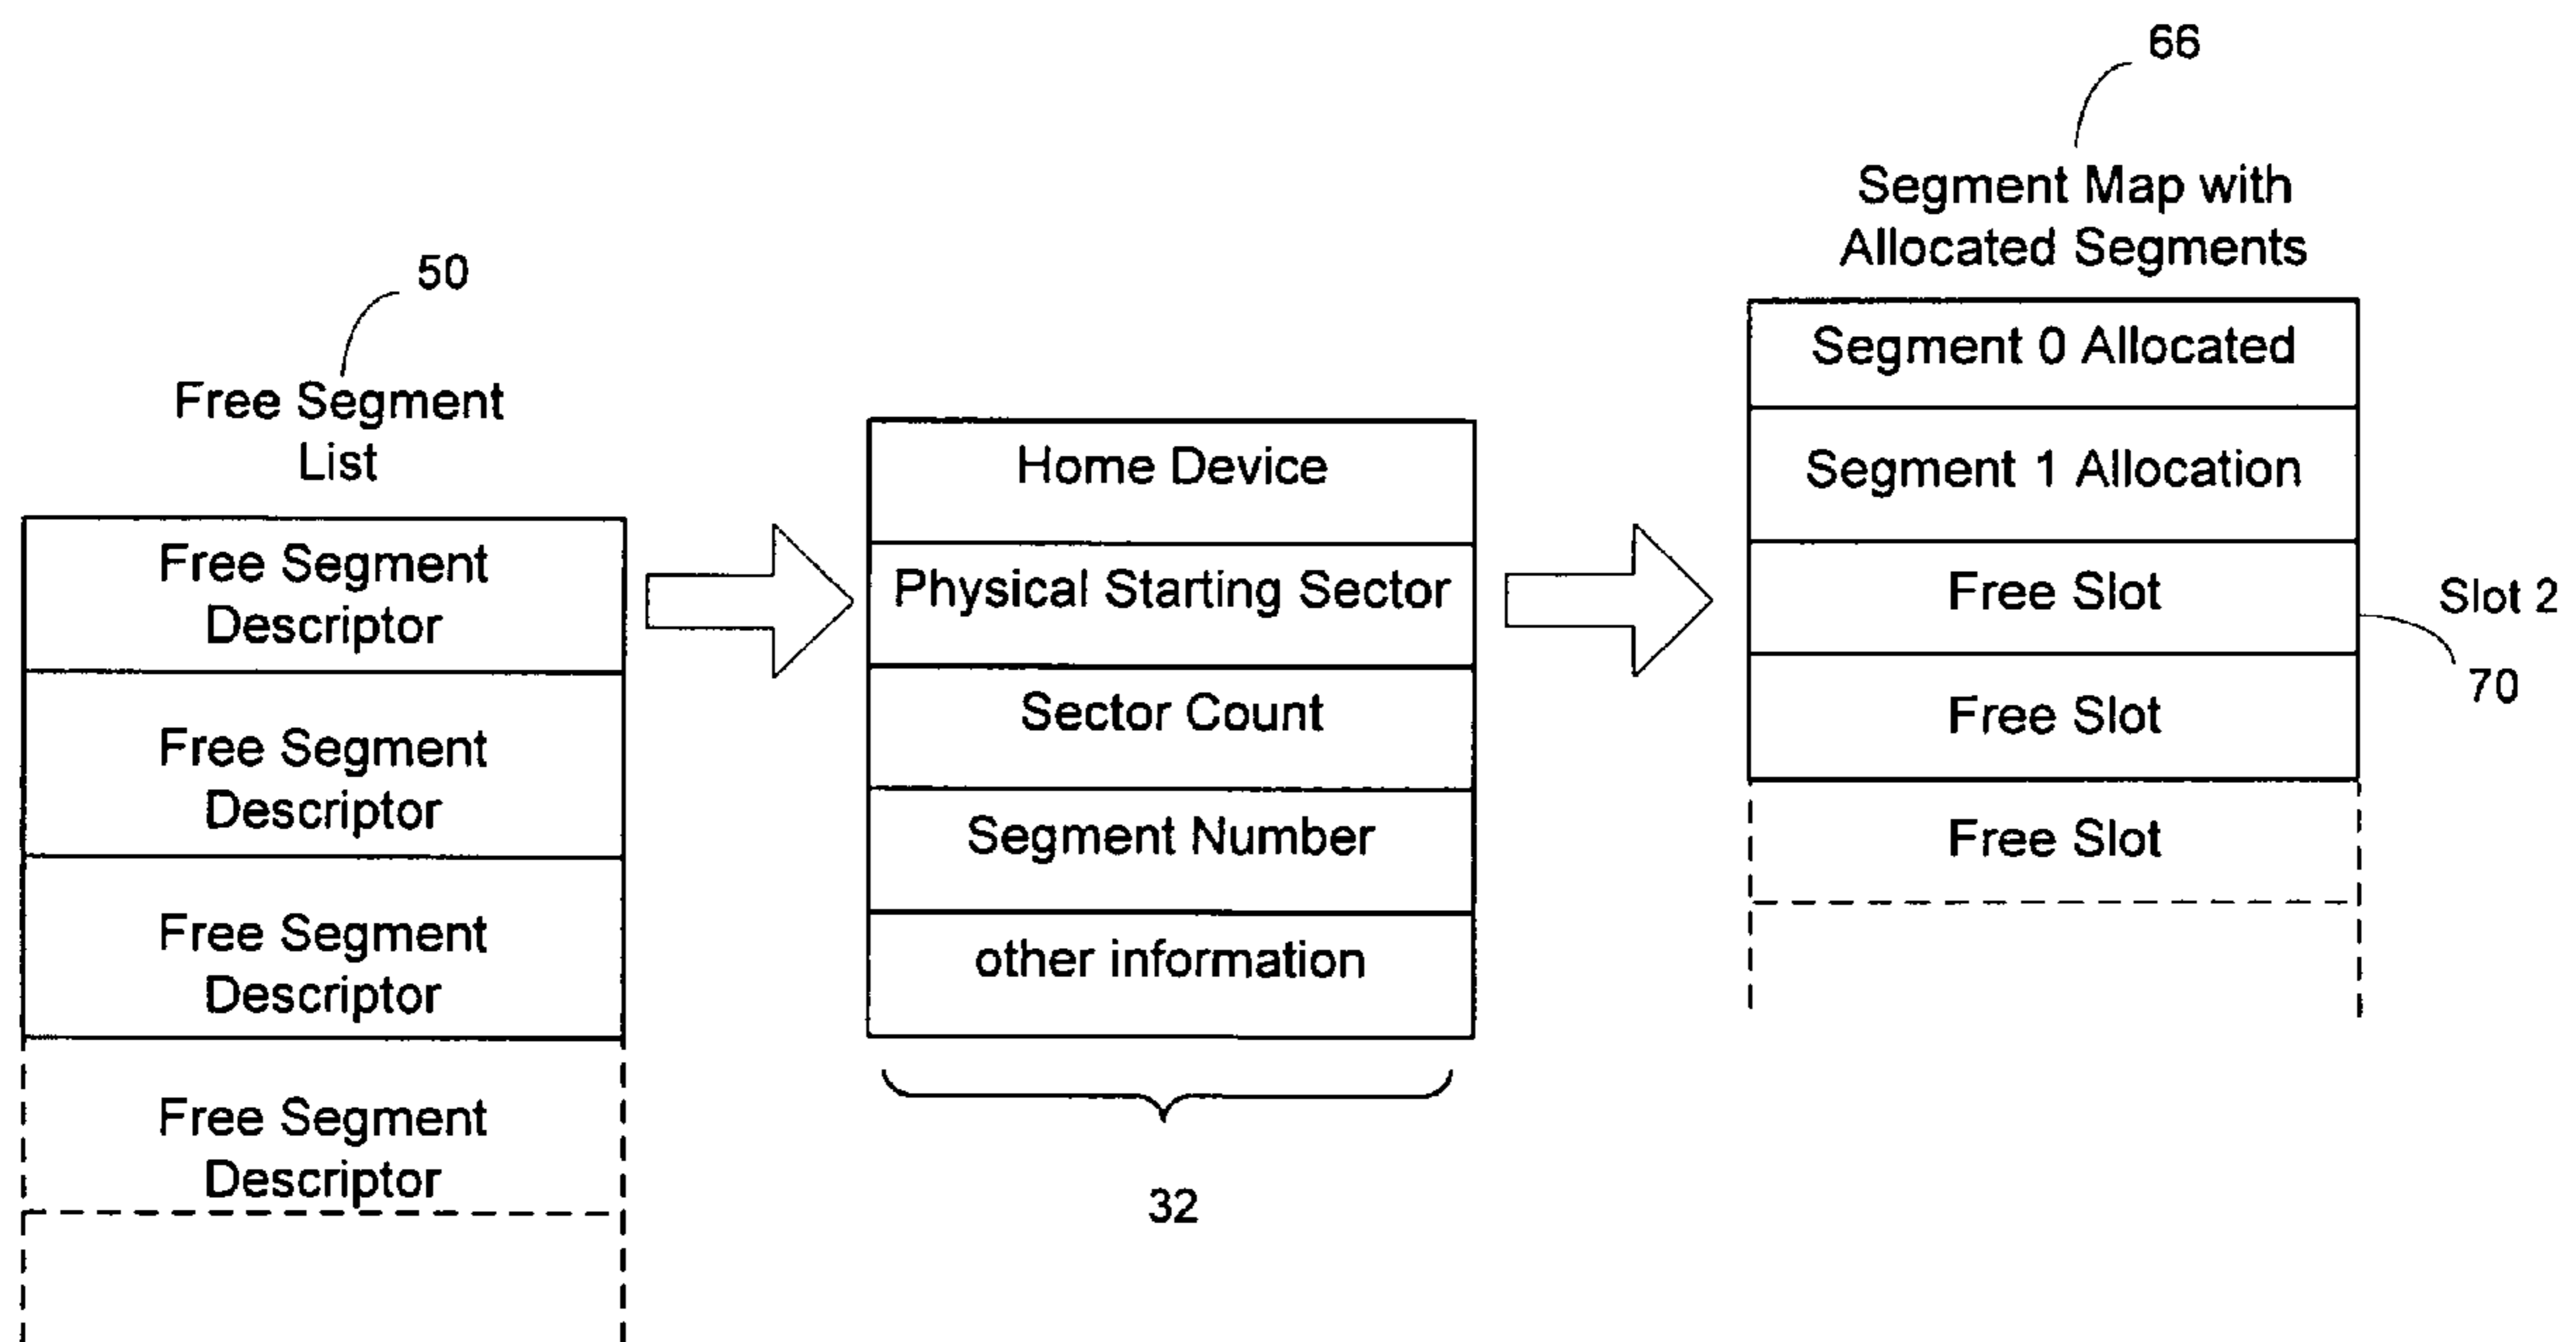 50
Free Segment
List
Free Segment
Descriptor
Free Segment
Descriptor
Free Segment
Descriptor
Free Segment
Descriptor
Home Device
Physical Starting Sector
Sector Count
Segment Number
other information
32
66
Segment Map with
Allocated Segments
Segment 0 Allocated
Segment 1 Allocation
Free Slot
Slot 2
70
Free Slot
Free Slot